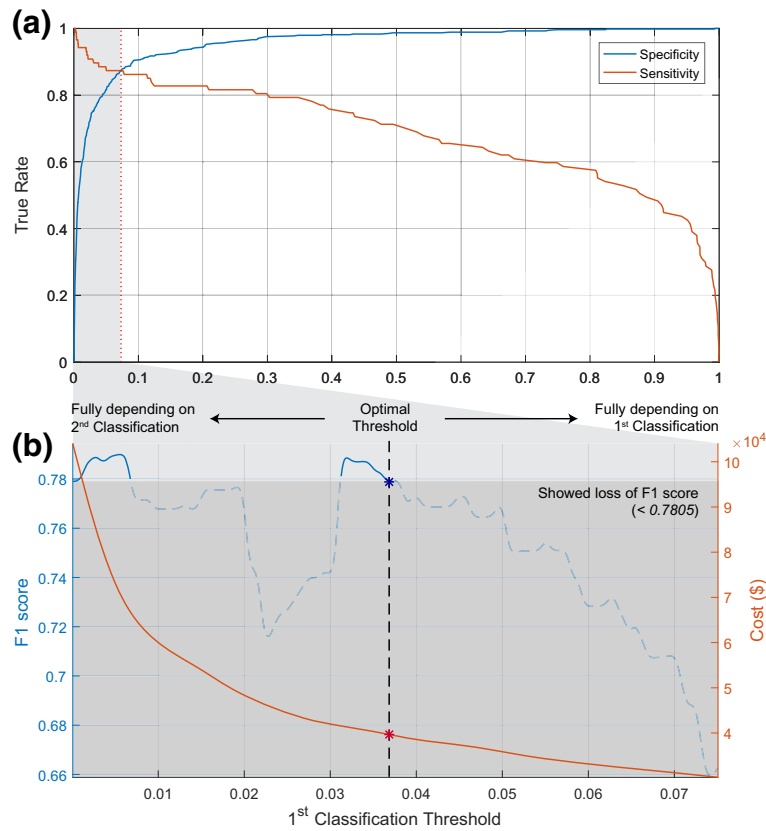 (a)
True Rate
1
0.8
0.6
0.4
0.2
0
Specificity
Sensitivity
0 0.1 0.2 0.3 0.4 0.5 0.6 0.7 0.8 0.9 1
Fully depending on
2nd Classification
Optimal
Threshold
Fully depending on
1st Classification
(b)
F1 score
0.78
0.76
0.74
0.72
0.7
0.68
0.66
Showed loss of F1 score
(< 0.7805)
× 10⁴
10
9
8
7
6
5
4
Cost ($)
0.01 0.02 0.03 0.04 0.05 0.06 0.07
1st Classification Threshold